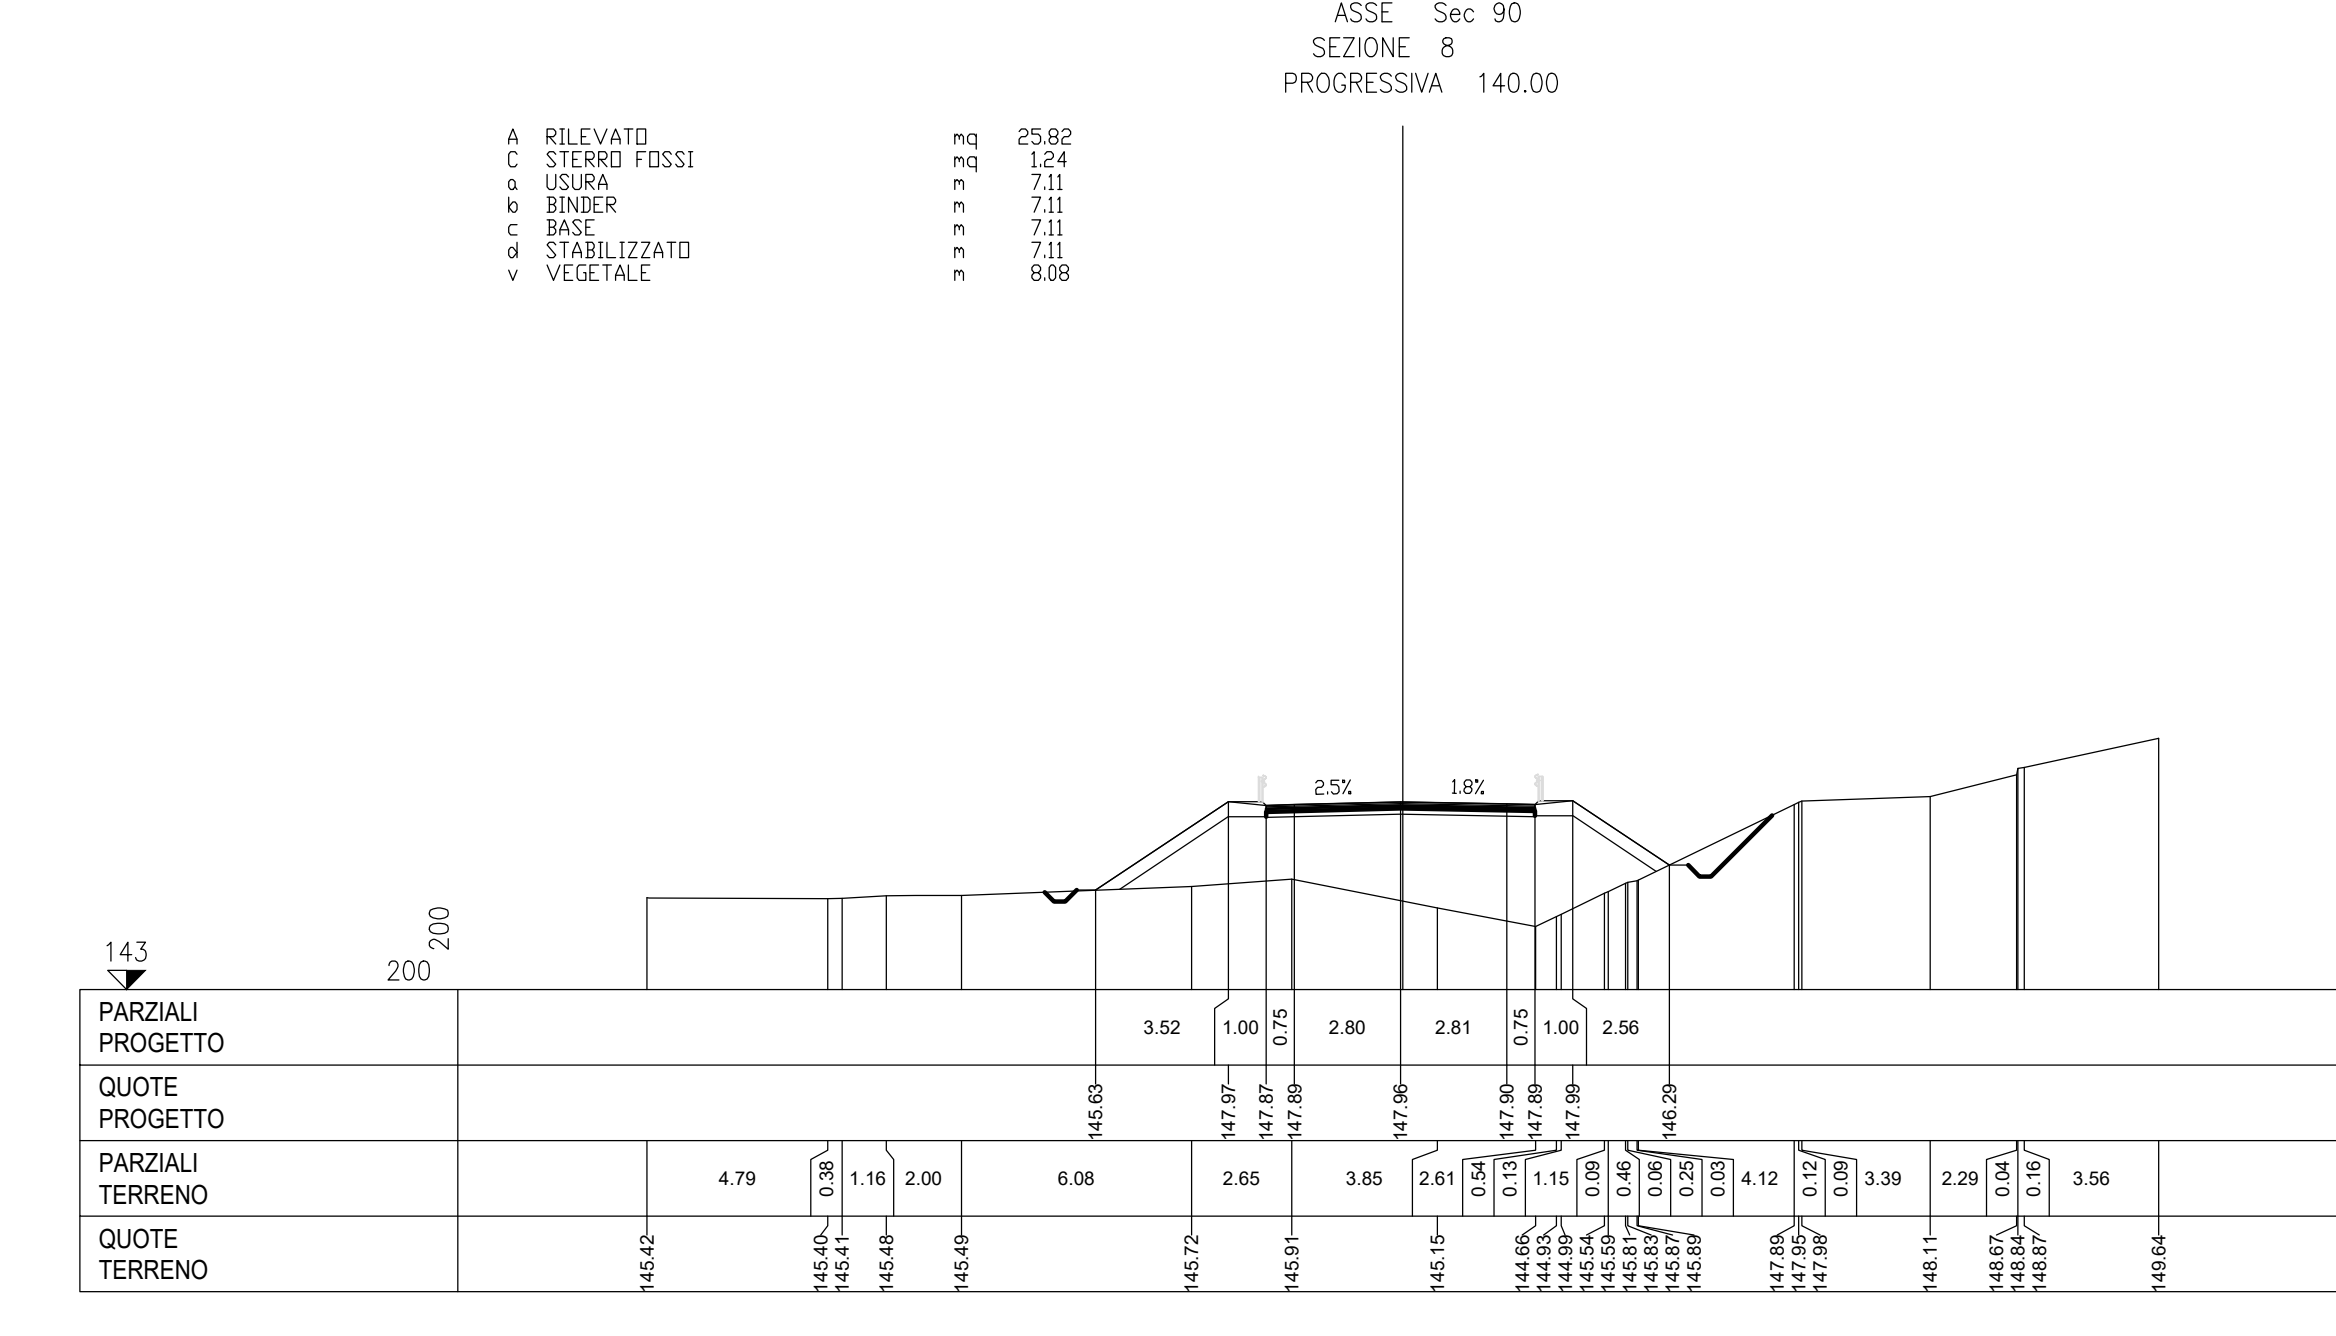 ASSE Sec 90
SEZIONE 8
PROGRESSIVA 140.00
A RILEVATO mq 25.82
C STERRO FOSSI mq 1.24
a USURA m 7.11
b BINDER m 7.11
c BASE m 7.11
d STABILIZZATO m 7.11
v VEGETALE m 8.08
2.5% 1.8%
143
200
200
PARZIALI
PROGETTO
3.52 1.00 0.75 2.80 2.81 0.75 1.00 2.56
QUOTE
PROGETTO
145.63 147.97 147.87 147.89 147.96 147.90 147.89 147.99 146.29
PARZIALI
TERRENO
4.79 0.38 1.16 2.00 6.08 2.65 3.85 2.61 0.54 0.13 1.15 0.09 0.46 0.06 0.25 0.03 4.12 0.12 0.09 3.39 2.29 0.04 0.16 3.56
QUOTE
TERRENO
145.42 145.40 145.41 145.48 145.49 145.72 145.91 145.15 144.66 144.93 144.99 145.54 145.59 145.81 145.83 145.87 145.89 147.89 147.95 147.98 148.11 148.67 148.84 148.87 149.64